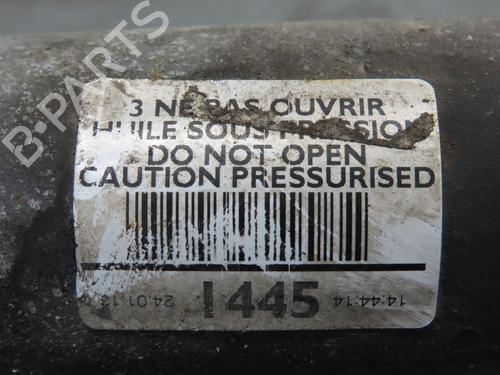 3 NE PAS OUVRIR
HUILE SOUS PRESSION
DO NOT OPEN
CAUTION PRESSURISED
24.01.13 1445 14:44:14
B-PARTS